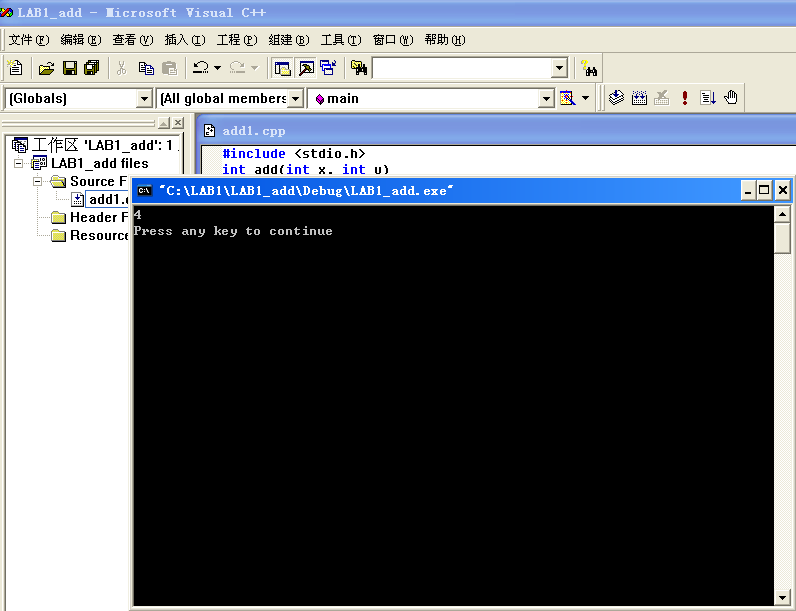 LAB1_add - Microsoft Visual C++
文件(F) 编辑(E) 查看(V) 插入(I) 工程(P) 组建(B) 工具(T) 窗口(W) 帮助(H)
(Globals) (All global members main
工作区 'LAB1_add': 1
LAB1_add files
Source F
add1.c
Header F
Resource
add1.cpp
#include <stdio.h>
int add(int x, int y)
"C:\LAB1\LAB1_add\Debug\LAB1_add.exe"
4
Press any key to continue